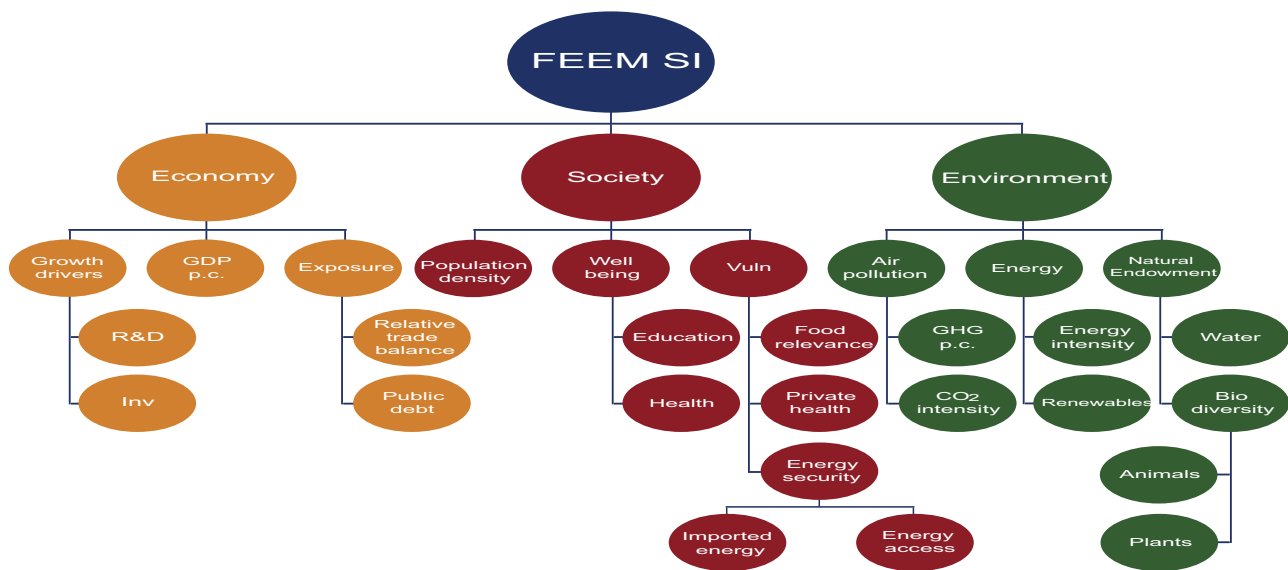 FEEM SI
Economy
Society
Environment
Growth
drivers
GDP
p.c.
Exposure
Population
density
Well
being
Vuln
Air
pollution
Energy
Natural
Endowment
R&D
Relative
trade
balance
Education
Food
relevance
GHG
p.c.
Energy
intensity
Water
Inv
Public
debt
Health
Private
health
CO2
intensity
Renewables
Bio
diversity
Energy
security
Animals
Imported
energy
Energy
access
Plants